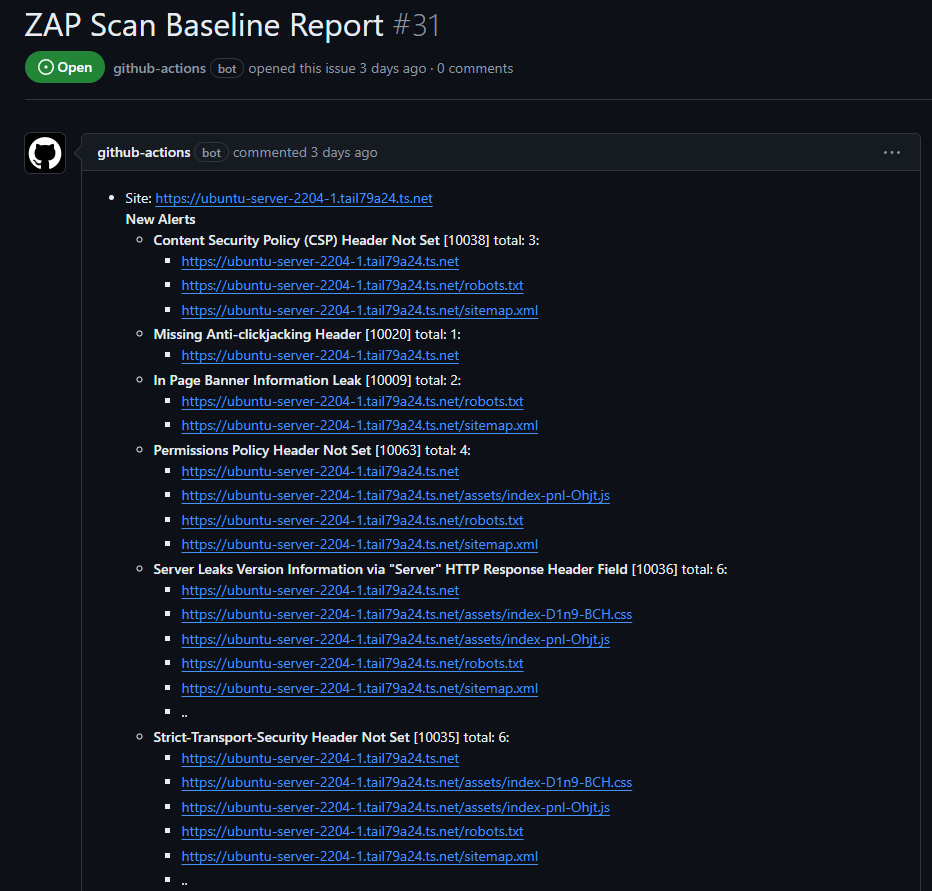 ZAP Scan Baseline Report #31
Open github-actions bot opened this issue 3 days ago · 0 comments
github-actions bot commented 3 days ago ···
• Site: https://ubuntu-server-2204-1.tail79a24.ts.net
New Alerts
◦ Content Security Policy (CSP) Header Not Set [10038] total: 3:
▪ https://ubuntu-server-2204-1.tail79a24.ts.net
▪ https://ubuntu-server-2204-1.tail79a24.ts.net/robots.txt
▪ https://ubuntu-server-2204-1.tail79a24.ts.net/sitemap.xml
◦ Missing Anti-clickjacking Header [10020] total: 1:
▪ https://ubuntu-server-2204-1.tail79a24.ts.net
◦ In Page Banner Information Leak [10009] total: 2:
▪ https://ubuntu-server-2204-1.tail79a24.ts.net/robots.txt
▪ https://ubuntu-server-2204-1.tail79a24.ts.net/sitemap.xml
◦ Permissions Policy Header Not Set [10063] total: 4:
▪ https://ubuntu-server-2204-1.tail79a24.ts.net
▪ https://ubuntu-server-2204-1.tail79a24.ts.net/assets/index-pnl-Ohjt.js
▪ https://ubuntu-server-2204-1.tail79a24.ts.net/robots.txt
▪ https://ubuntu-server-2204-1.tail79a24.ts.net/sitemap.xml
◦ Server Leaks Version Information via "Server" HTTP Response Header Field [10036] total: 6:
▪ https://ubuntu-server-2204-1.tail79a24.ts.net
▪ https://ubuntu-server-2204-1.tail79a24.ts.net/assets/index-D1n9-BCH.css
▪ https://ubuntu-server-2204-1.tail79a24.ts.net/assets/index-pnl-Ohjt.js
▪ https://ubuntu-server-2204-1.tail79a24.ts.net/robots.txt
▪ https://ubuntu-server-2204-1.tail79a24.ts.net/sitemap.xml
▪ ..
◦ Strict-Transport-Security Header Not Set [10035] total: 6:
▪ https://ubuntu-server-2204-1.tail79a24.ts.net
▪ https://ubuntu-server-2204-1.tail79a24.ts.net/assets/index-D1n9-BCH.css
▪ https://ubuntu-server-2204-1.tail79a24.ts.net/assets/index-pnl-Ohjt.js
▪ https://ubuntu-server-2204-1.tail79a24.ts.net/robots.txt
▪ https://ubuntu-server-2204-1.tail79a24.ts.net/sitemap.xml
▪ ..